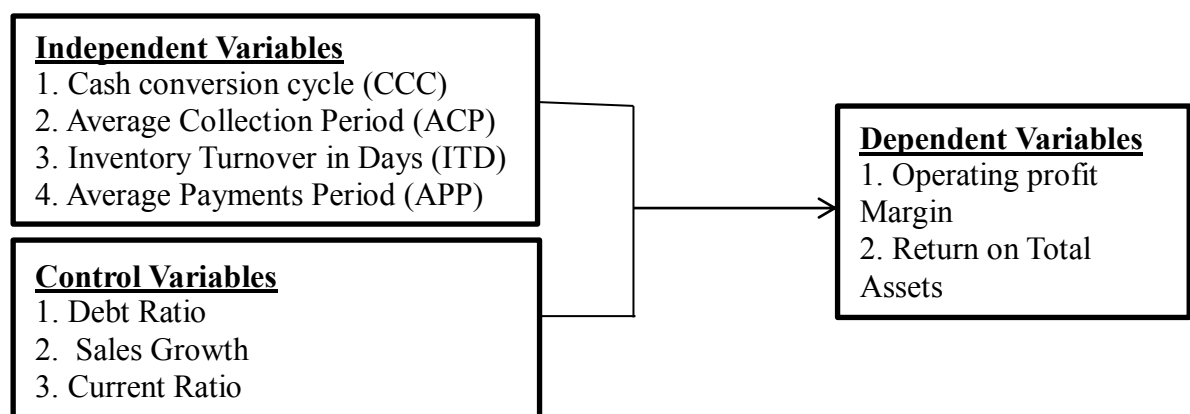 Independent Variables
1. Cash conversion cycle (CCC)
2. Average Collection Period (ACP)
3. Inventory Turnover in Days (ITD)
4. Average Payments Period (APP)
Control Variables
1. Debt Ratio
2. Sales Growth
3. Current Ratio
Dependent Variables
1. Operating profit
Margin
2. Return on Total
Assets